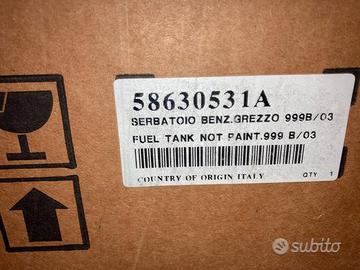 58630531A
SERBATOIO BENZ.GREZZO 999B/03
FUEL TANK NOT PAINT.999 B/03
COUNTRY OF ORIGIN ITALY QTY 1
subito